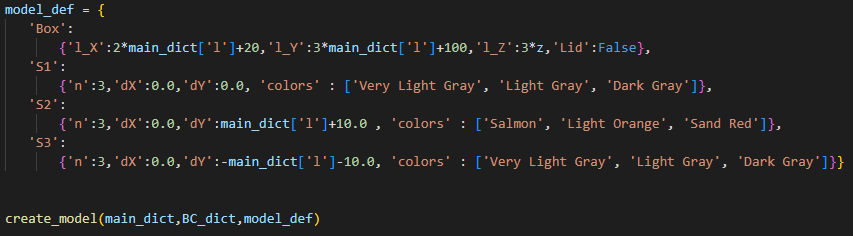 model_def = {
    'Box':
        {'l_X':2*main_dict['l']+20,'l_Y':3*main_dict['l']+100,'l_Z':3*z,'Lid':False},
    'S1':
        {'n':3,'dX':0.0,'dY':0.0, 'colors' : ['Very Light Gray', 'Light Gray', 'Dark Gray']},
    'S2':
        {'n':3,'dX':0.0,'dY':main_dict['l']+10.0 , 'colors' : ['Salmon', 'Light Orange', 'Sand Red']},
    'S3':
        {'n':3,'dX':0.0,'dY':-main_dict['l']-10.0, 'colors' : ['Very Light Gray', 'Light Gray', 'Dark Gray']}}
create_model(main_dict,BC_dict,model_def)